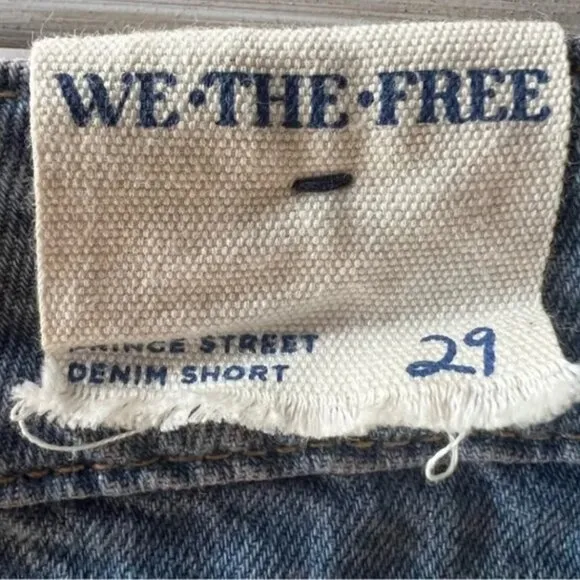 WE•THE•FREE
PRINCE STREET
DENIM SHORT
29